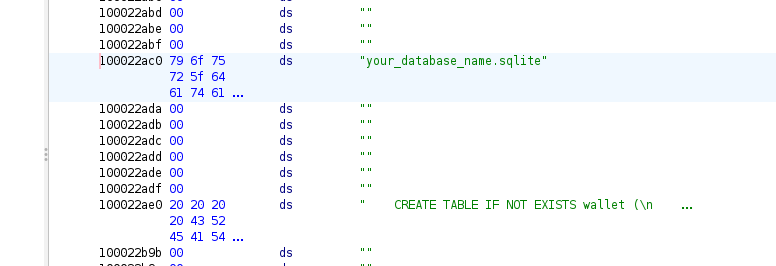 100022abd 00 ds ""
100022abe 00 ds ""
100022abf 00 ds ""
100022ac0 79 6f 75 ds "your_database_name.sqlite"
72 5f 64
61 74 61 ...
100022ada 00 ds ""
100022adb 00 ds ""
100022adc 00 ds ""
100022add 00 ds ""
100022ade 00 ds ""
100022adf 00 ds ""
100022ae0 20 20 20 ds "    CREATE TABLE IF NOT EXISTS wallet (\n    ...
20 43 52
45 41 54 ...
100022b9b 00 ds ""